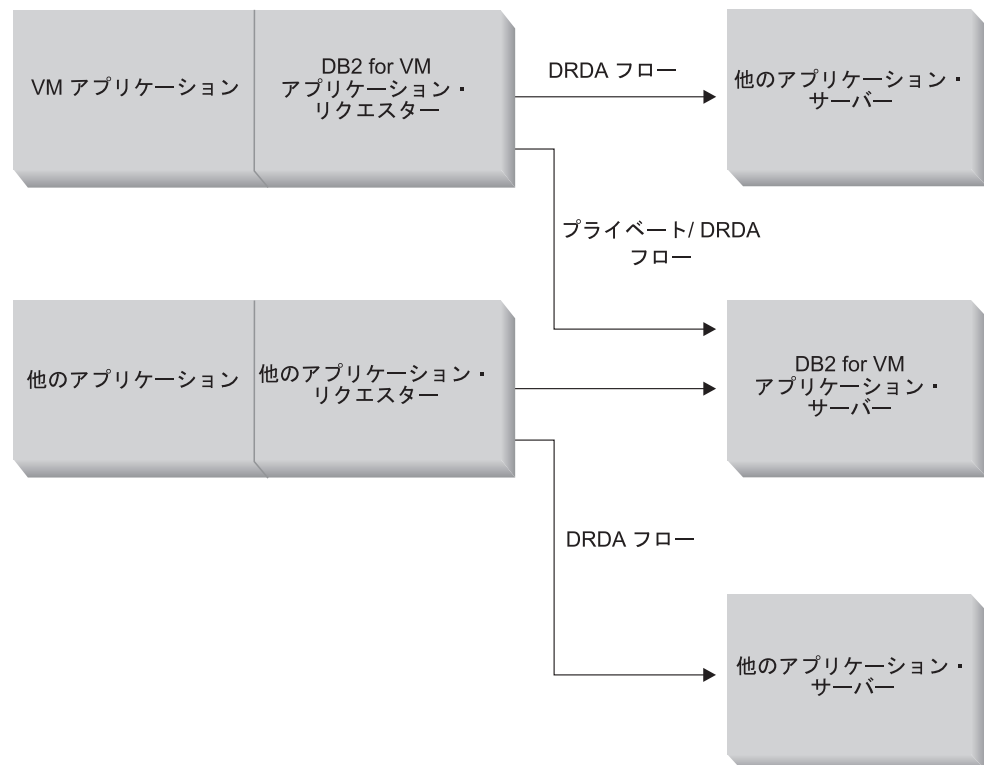 VM アプリケーション
DB2 for VM
アプリケーション・
リクエスター
DRDA フロー
他のアプリケーション・
サーバー
プライベート/ DRDA
フロー
他のアプリケーション
他のアプリケーション・
リクエスター
DB2 for VM
アプリケーション・
サーバー
DRDA フロー
他のアプリケーション・
サーバー